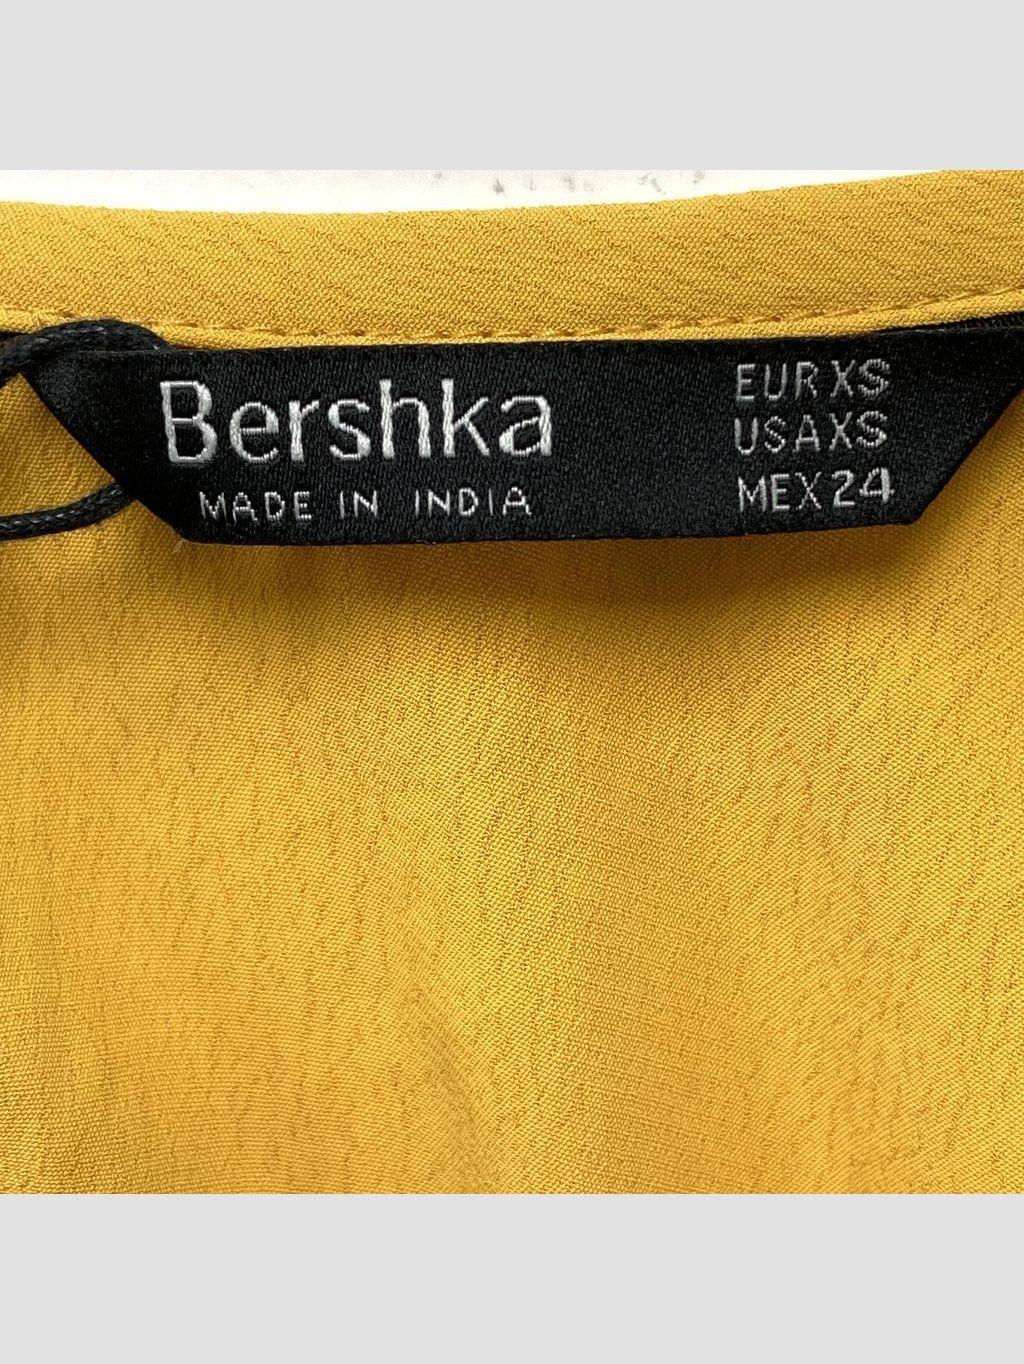 Bershka
MADE IN INDIA
EUR XS
USA XS
MEX 24